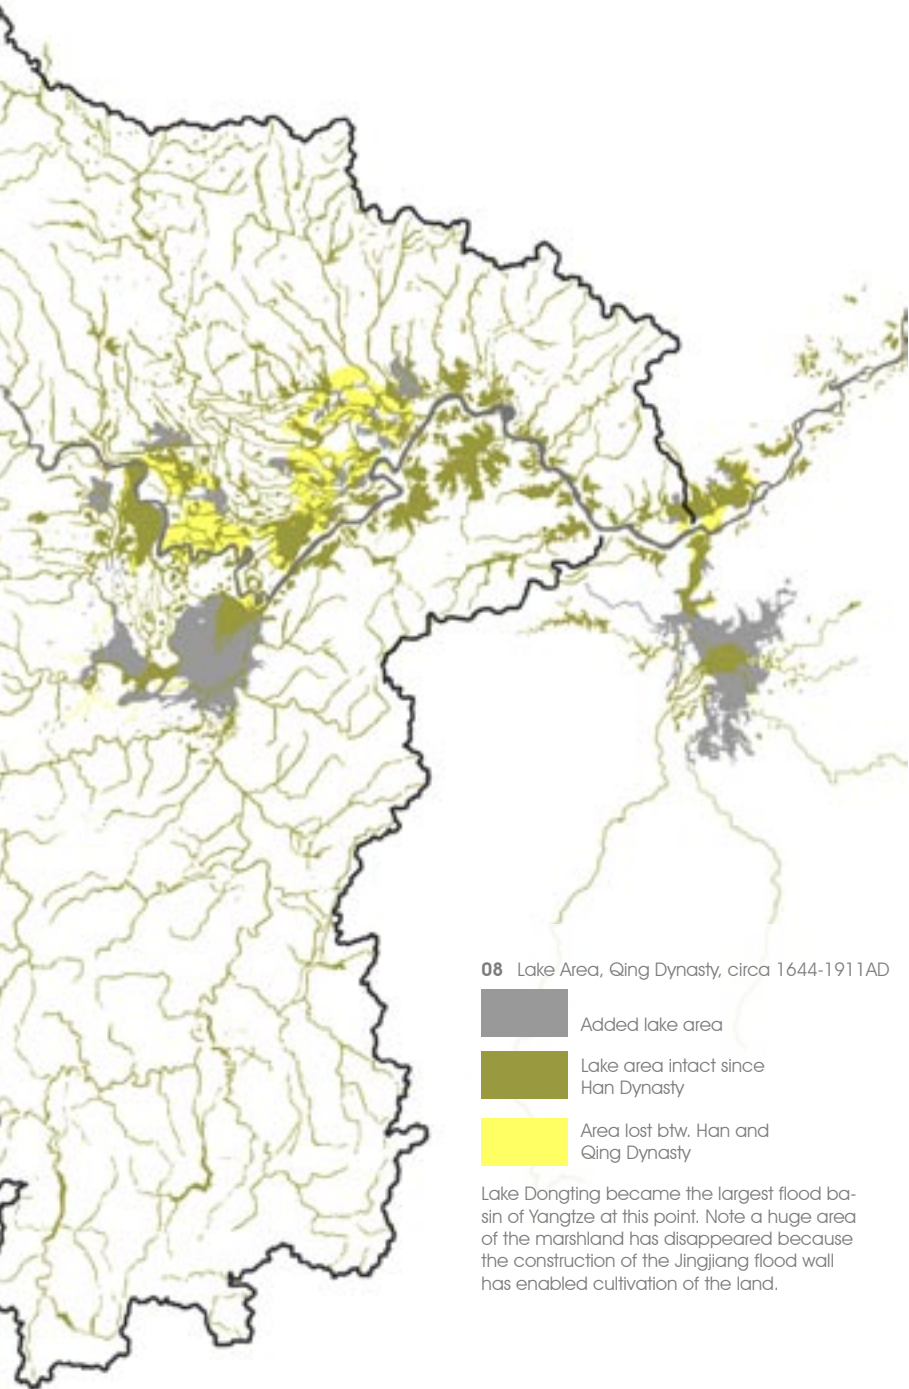 08 Lake Area, Qing Dynasty, circa 1644-1911AD
Added lake area
Lake area intact since
Han Dynasty
Area lost btw. Han and
Qing Dynasty
Lake Dongting became the largest flood ba-
sin of Yangtze at this point. Note a huge area
of the marshland has disappeared because
the construction of the Jingjiang flood wall
has enabled cultivation of the land.